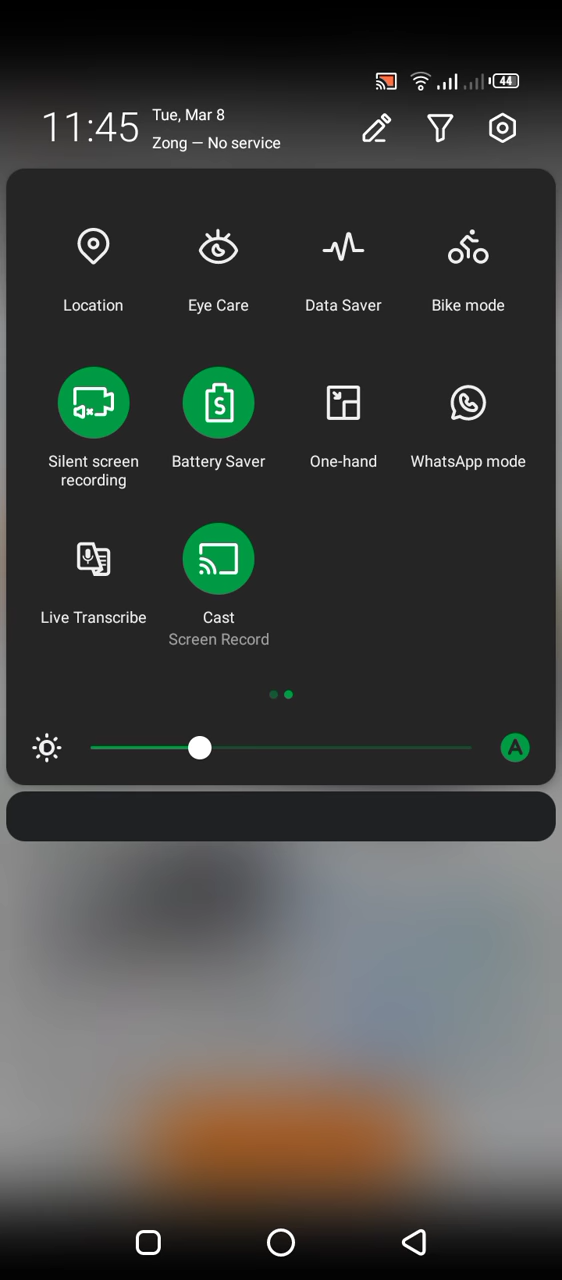 44
11:45
Tue, Mar 8
Zong — No service
Location
Eye Care
Data Saver
Bike mode
Silent screen
recording
S
Battery Saver
One-hand
WhatsApp mode
Live Transcribe
Cast
Screen Record
A